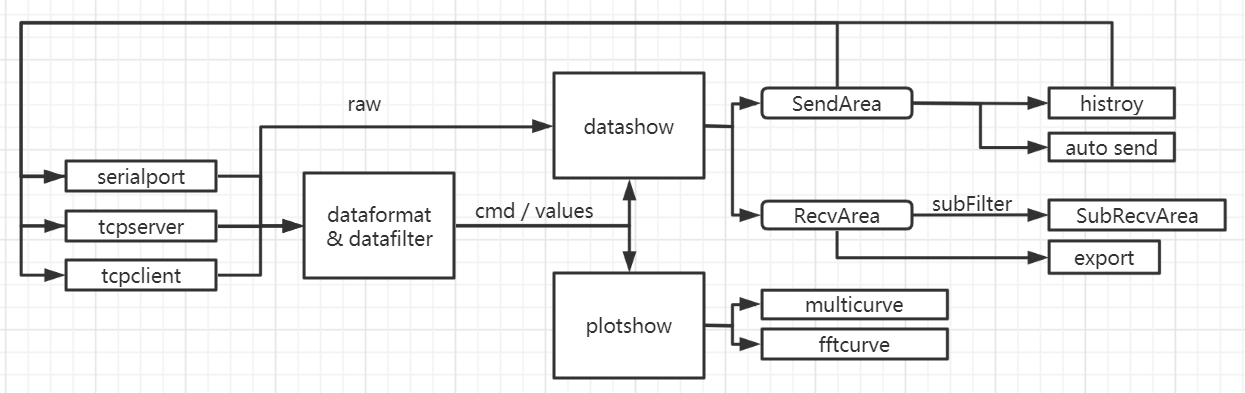 raw
serialport
tcpserver
tcpclient
dataformat
& datafilter
cmd / values
datashow
plotshow
SendArea
histroy
auto send
RecvArea
subFilter
SubRecvArea
export
multicurve
fftcurve